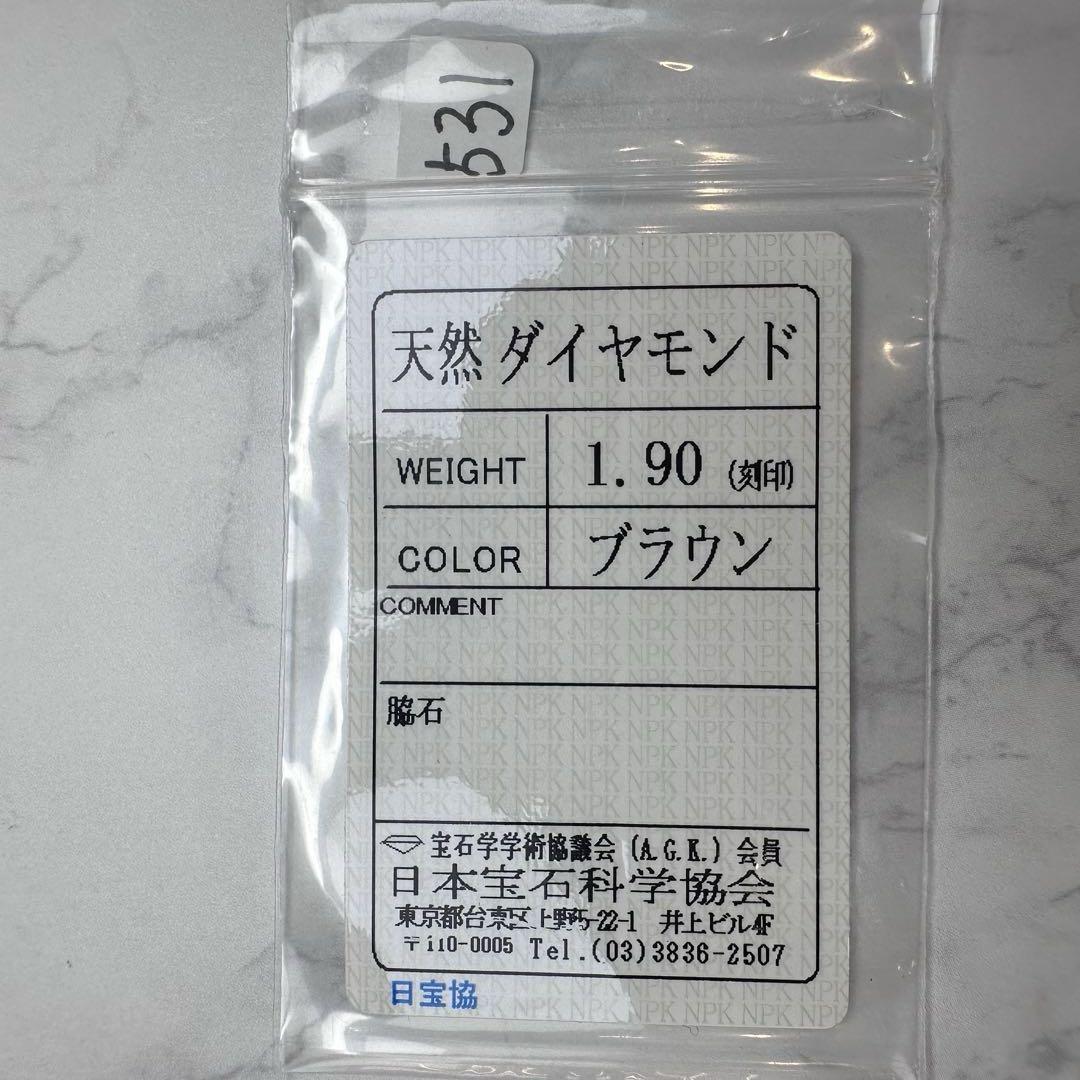 531
天然 ダイヤモンド
WEIGHT 1.90 (刻印)
COLOR ブラウン
COMMENT
脇石
宝石学学術協議会 (A.G.K.) 会員
日本宝石科学協会
東京都台東区上野5-22-1 井上ビル4F
〒110-0005 Tel.(03)3836-2507
日宝協